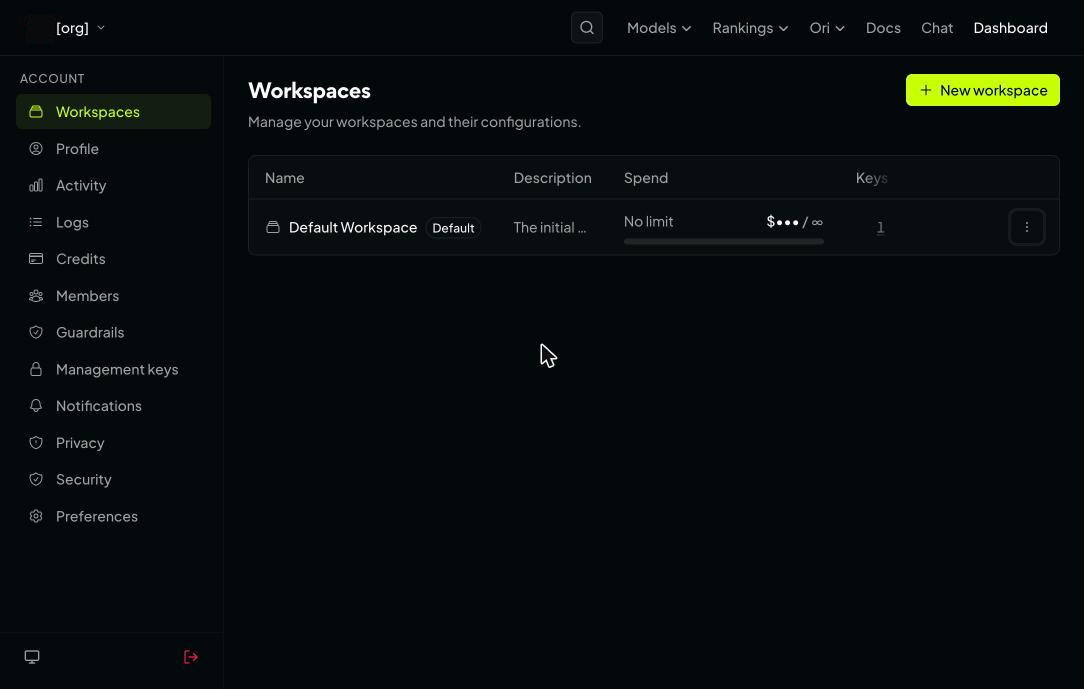 [org]
Models
Rankings
Ori
Docs
Chat
Dashboard
ACCOUNT
Workspaces
Profile
Activity
Logs
Credits
Members
Guardrails
Management keys
Notifications
Privacy
Security
Preferences
Workspaces
New workspace
Manage your workspaces and their configurations.
Name Description Spend Keys
Default Workspace Default The initial ... No limit $••• / ∞ 1